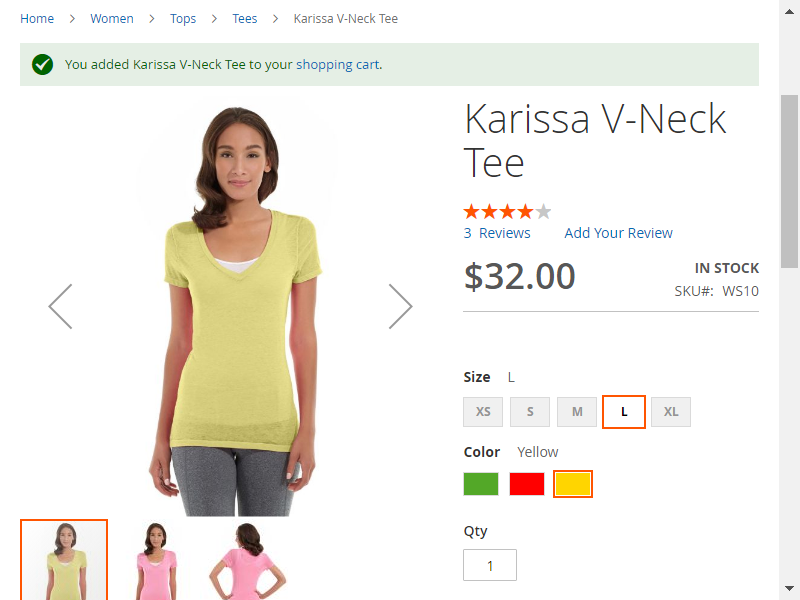 Home > Women > Tops > Tees > Karissa V-Neck Tee
You added Karissa V-Neck Tee to your shopping cart.
Karissa V-Neck
Tee
3 Reviews Add Your Review
$32.00
IN STOCK
SKU#: WS10
Size L
XS S M L XL
Color Yellow
Qty
1